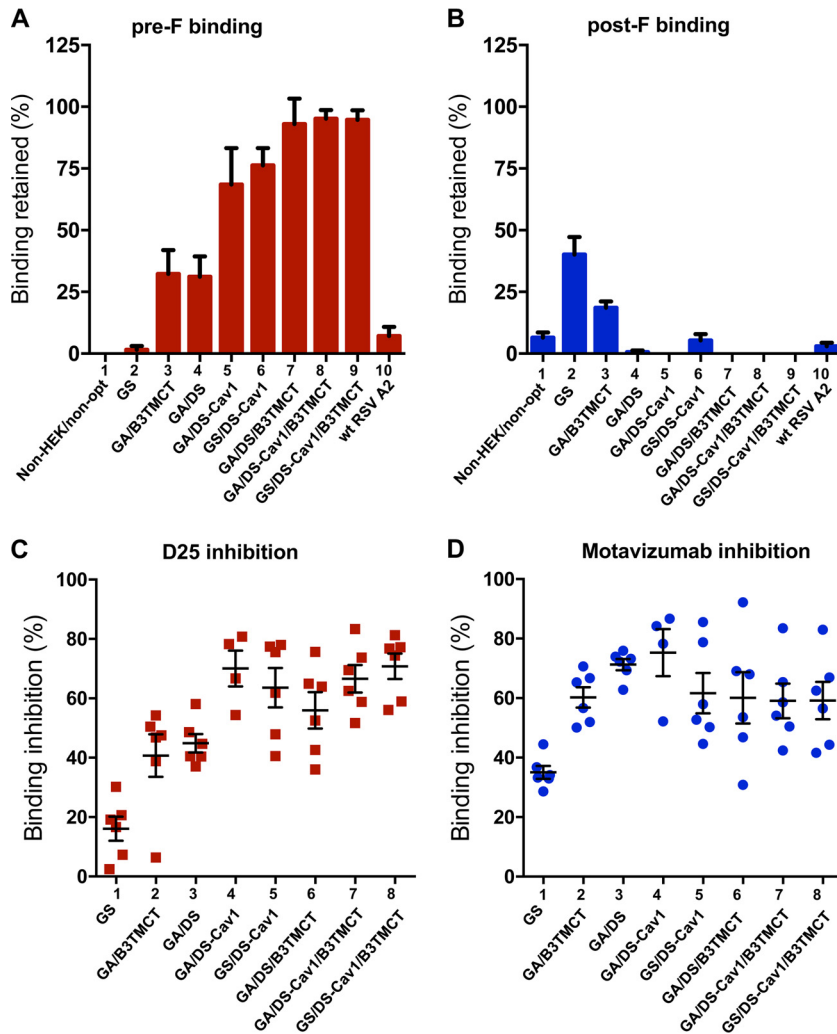 A
pre-F binding
Binding retained (%)
125
100
75
50
25
0
1 2 3 4 5 6 7 8 9 10
Non-HEK/non-opt
GS
GA/B3TMCT
GA/DS
GA/DS-Cav1
GS/DS-Cav1
GA/DS/B3TMCT
GA/DS-Cav1/B3TMCT
GS/DS-Cav1/B3TMCT
wt RSV A2
B
post-F binding
Binding retained (%)
125
100
75
50
25
0
1 2 3 4 5 6 7 8 9 10
Non-HEK/non-opt
GS
GA/B3TMCT
GA/DS
GA/DS-Cav1
GS/DS-Cav1
GA/DS/B3TMCT
GA/DS-Cav1/B3TMCT
GS/DS-Cav1/B3TMCT
wt RSV A2
C
D25 inhibition
Binding inhibition (%)
100
80
60
40
20
0
1 2 3 4 5 6 7 8
GS
GA/B3TMCT
GA/DS
GA/DS-Cav1
GS/DS-Cav1
GA/DS/B3TMCT
GA/DS-Cav1/B3TMCT
GS/DS-Cav1/B3TMCT
D
Motavizumab inhibition
Binding inhibition (%)
100
80
60
40
20
0
1 2 3 4 5 6 7 8
GS
GA/B3TMCT
GA/DS
GA/DS-Cav1
GS/DS-Cav1
GA/DS/B3TMCT
GA/DS-Cav1/B3TMCT
GS/DS-Cav1/B3TMCT